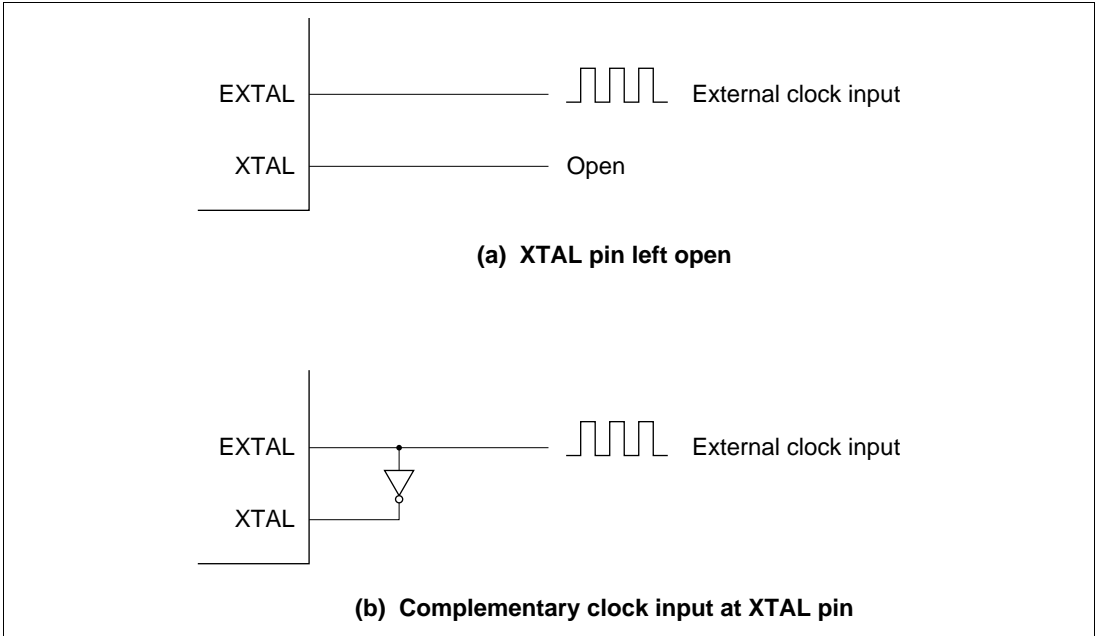 EXTAL External clock input
XTAL Open
(a) XTAL pin left open
EXTAL External clock input
XTAL
(b) Complementary clock input at XTAL pin